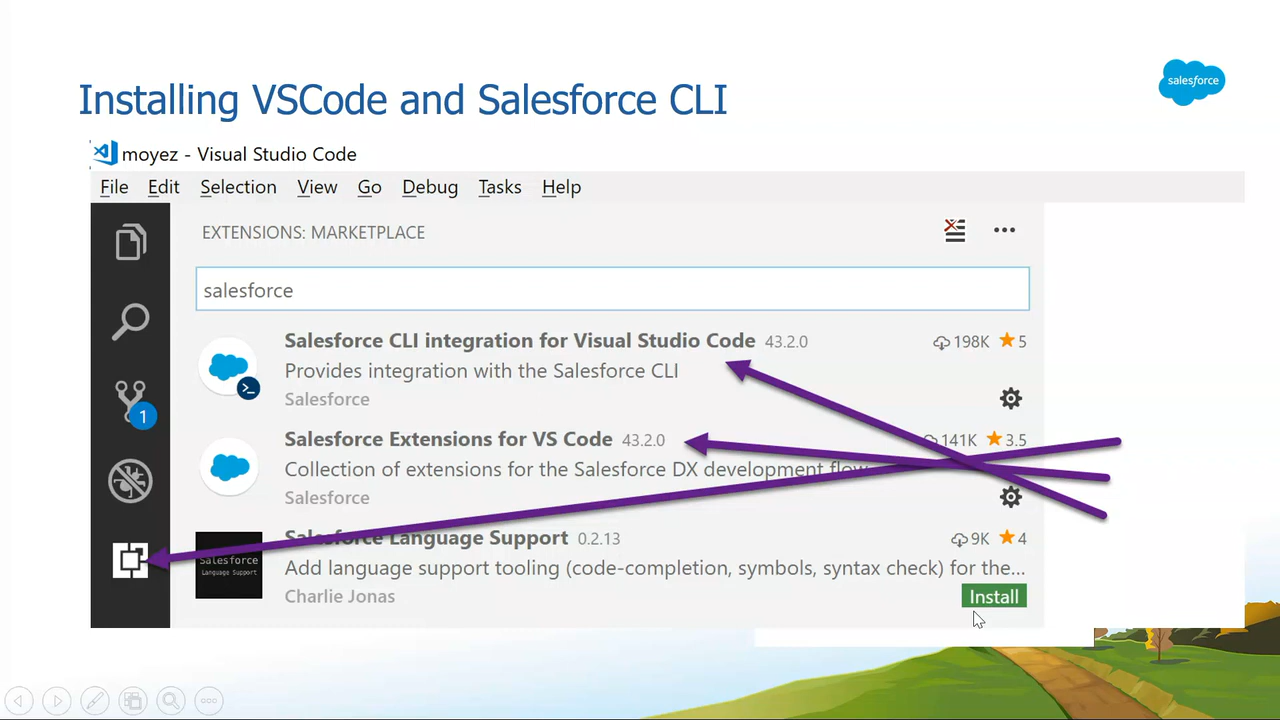 Installing VSCode and Salesforce CLI
salesforce
moyez - Visual Studio Code
File Edit Selection View Go Debug Tasks Help
EXTENSIONS: MARKETPLACE
salesforce
Salesforce CLI integration for Visual Studio Code 43.2.0 198K 5
Provides integration with the Salesforce CLI
Salesforce
1
Salesforce Extensions for VS Code 43.2.0 141K 3.5
Collection of extensions for the Salesforce DX development flow
Salesforce
Salesforce Language Support 0.2.13 9K 4
Salesforce
Language Support
Add language support tooling (code-completion, symbols, syntax check) for the...
Charlie Jonas
Install